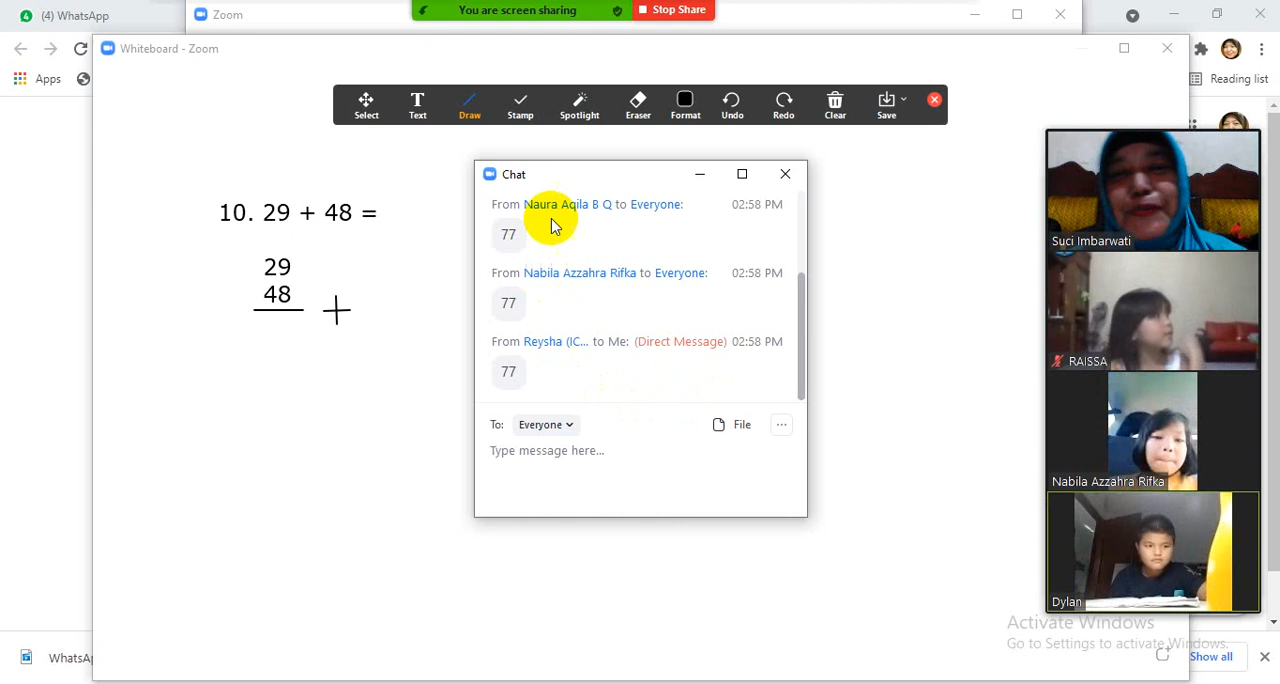 (4) WhatsApp
Zoom
You are screen sharing
Stop Share
Whiteboard - Zoom
Apps
Reading list
Select
Text
Draw
Stamp
Spotlight
Eraser
Format
Undo
Redo
Clear
Save
10. 29 + 48 =
29
48
+
Chat
From Naura Aqila B Q to Everyone: 02:58 PM
77
From Nabila Azzahra Rifka to Everyone: 02:58 PM
77
From Reysha (IC... to Me: (Direct Message) 02:58 PM
77
To: Everyone
File
Type message here...
Suci Imbarwati
RAISSA
Nabila Azzahra Rifka
Dylan
Activate Windows
Go to Settings to activate Windows.
WhatsAp
Show all